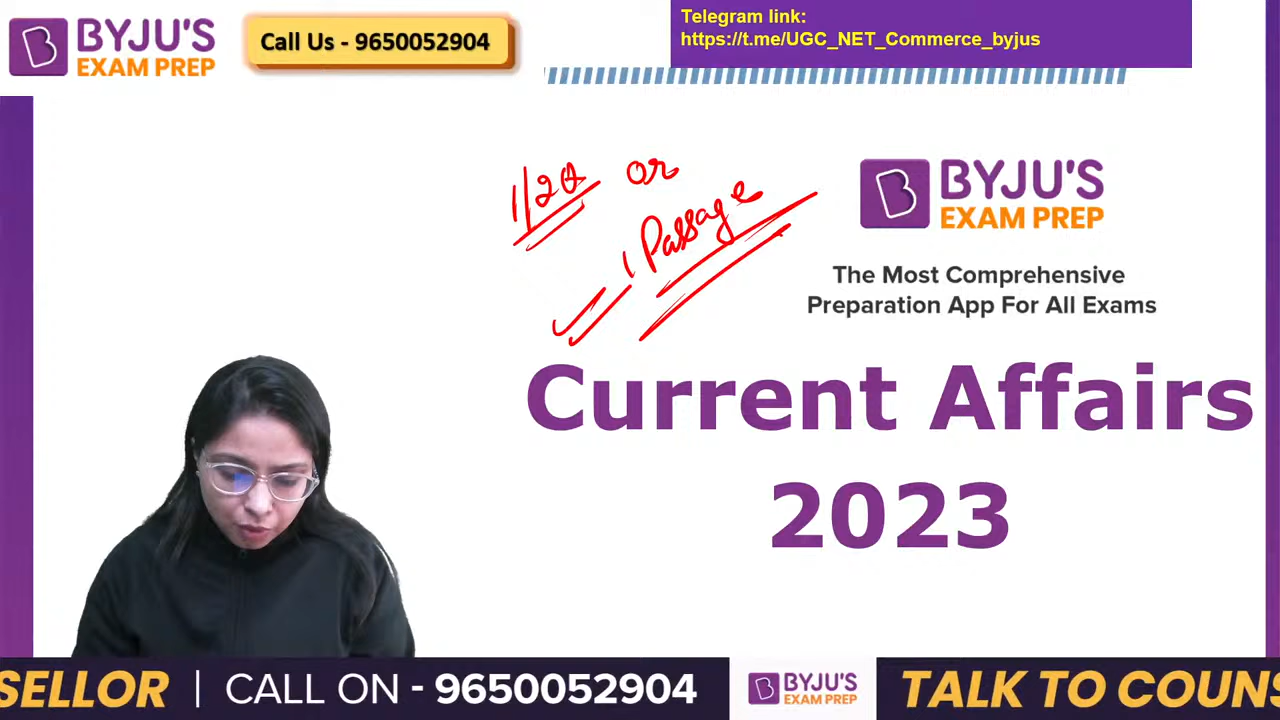 BYJU'S
EXAM PREP
Call Us - 9650052904
Telegram link:
https://t.me/UGC_NET_Commerce_byjus
1/2Q or
1 Passage
BYJU'S
EXAM PREP
The Most Comprehensive
Preparation App For All Exams
Current Affairs
2023
SELLOR | CALL ON - 9650052904
BYJU'S
EXAM PREP
TALK TO COUNS